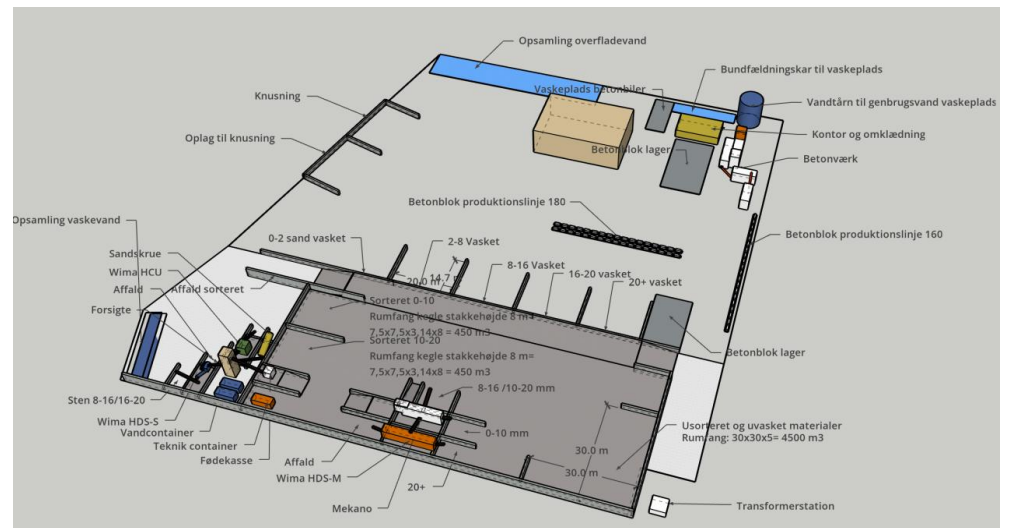 Opsamling overfladevand
Bundfældningskar til vaskeplads
Vaskeplads betonbiler
Vandtårn til genbrugsvand vaskeplads
Knusning
Kontor og omklædning
Oplag til knusning
Betonblok lager
Betonværk
Betonblok produktionslinje 180
Opsamling vaskevand
Betonblok produktionslinje 160
0-2 sand vasket
2-8 Vasket
Sandskrue
8-16 Vasket
Wima HCU
16-20 vasket
14.7
20.0 m
20+ vasket
Affald
Affald sorteret
Sorteret 0-10
Forsigte
Rumfang kegle stakkehøjde 8 m=
7,5x7,5x3,14x8 = 450 m3
Sorteret 10-20
Rumfang kegle stakkehøjde 8 m=
7,5x7,5x3,14x8 = 450 m3
Betonblok lager
8-16 /10-20 mm
Sten 8-16/16-20
Wima HDS-S
Vandcontainer
Teknik container
Fødekasse
0-10 mm
Usorteret og uvasket materialer
Rumfang: 30x30x5= 4500 m3
30.0 m
30.0 m
Affald
Wima HDS-M
20+
Mekano
Transformerstation